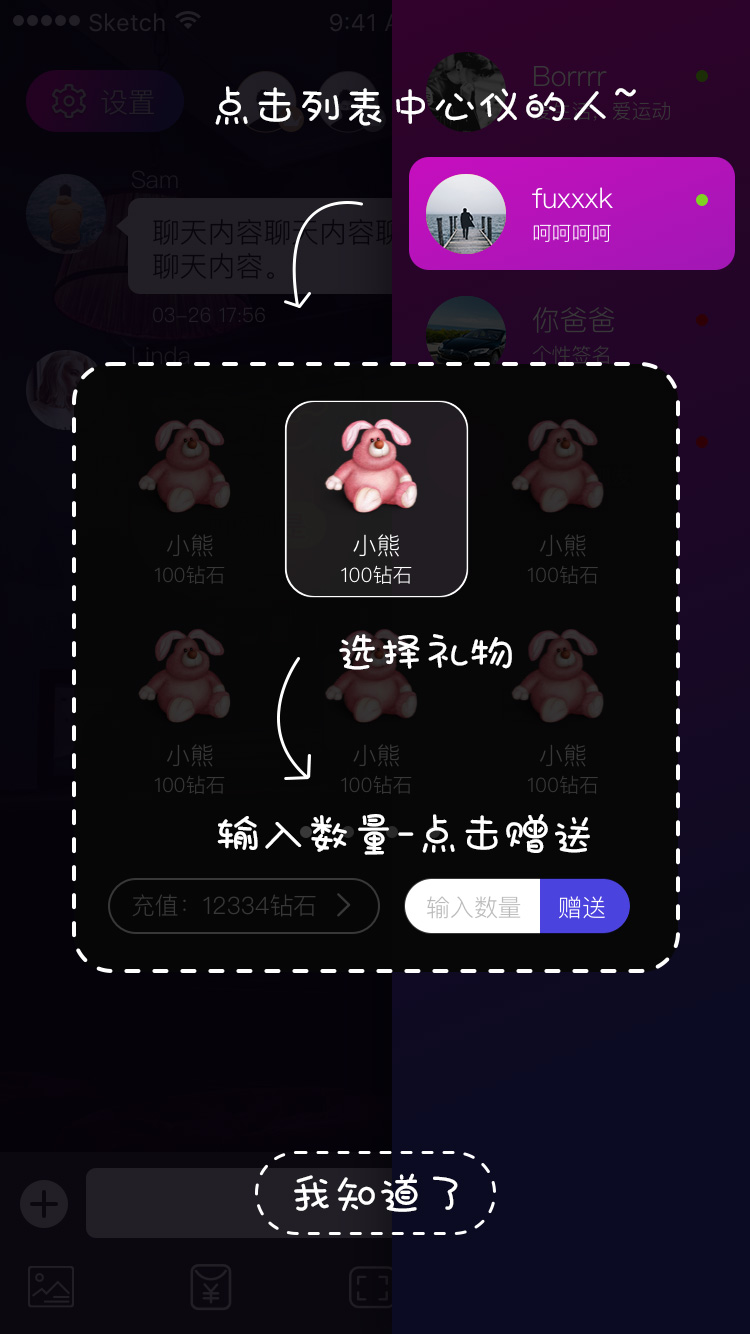 Sketch
9:41 A
设置
Borrrr
点击列表中心仪的人~
爱生活，爱运动
Sam
fuxxxk
呵呵呵呵
聊天内容聊天内容聊
聊天内容。
03-26 17:56
你爸爸
个性签名
Linda
小熊
100钻石
小熊
100钻石
小熊
100钻石
选择礼物
小熊
100钻石
小熊
100钻石
小熊
100钻石
输入数量-点击赠送
充值：12334钻石
输入数量
赠送
我知道了